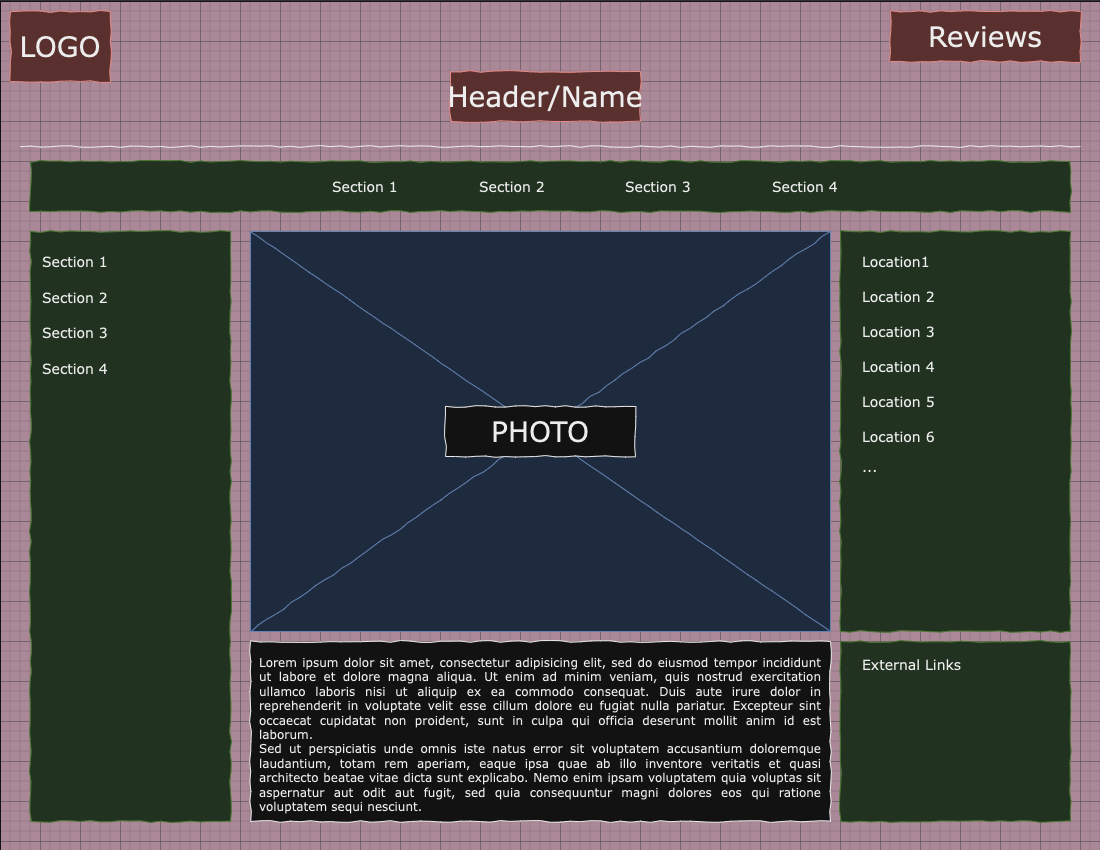 LOGO
Reviews
Header/Name
Section 1
Section 2
Section 3
Section 4
Section 1
Section 2
Section 3
Section 4
PHOTO
Location1
Location 2
Location 3
Location 4
Location 5
Location 6
...
Lorem ipsum dolor sit amet, consectetur adipisicing elit, sed do eiusmod tempor incididunt
ut labore et dolore magna aliqua. Ut enim ad minim veniam, quis nostrud exercitation
ullamco laboris nisi ut aliquip ex ea commodo consequat. Duis aute irure dolor in
reprehenderit in voluptate velit esse cillum dolore eu fugiat nulla pariatur. Excepteur sint
occaecat cupidatat non proident, sunt in culpa qui officia deserunt mollit anim id est
laborum.
Sed ut perspiciatis unde omnis iste natus error sit voluptatem accusantium doloremque
laudantium, totam rem aperiam, eaque ipsa quae ab illo inventore veritatis et quasi
architecto beatae vitae dicta sunt explicabo. Nemo enim ipsam voluptatem quia voluptas sit
aspernatur aut odit aut fugit, sed quia consequuntur magni dolores eos qui ratione
voluptatem sequi nesciunt.
External Links